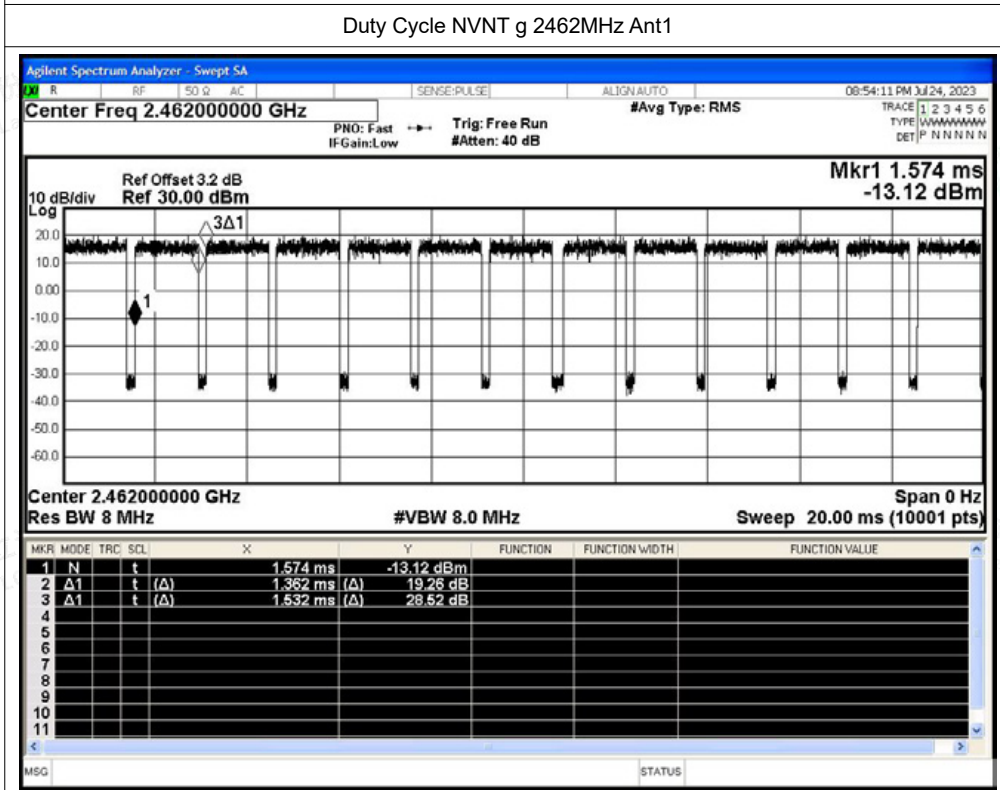 Duty Cycle NVNT g 2462MHz Ant1
Agilent Spectrum Analyzer - Swept SA
R RF 50 Ω AC SENSE:PULSE ALIGN AUTO 08:54:11 PM Jul 24, 2023
Center Freq 2.462000000 GHz #Avg Type: RMS TRACE 1 2 3 4 5 6
PNO: Fast Trig: Free Run TYPE WWWWWW
IFGain:Low #Atten: 40 dB DET P N N N N N
Mkr1 1.574 ms
Ref Offset 3.2 dB
10 dB/div Ref 30.00 dBm -13.12 dBm
Log
3Δ1
20.0
10.0
0.00
1
-10.0
-20.0
-30.0
-40.0
-50.0
-60.0
Center 2.462000000 GHz Span 0 Hz
Res BW 8 MHz #VBW 8.0 MHz Sweep 20.00 ms (10001 pts)
MKR MODE TRC SCL X Y FUNCTION FUNCTION WIDTH FUNCTION VALUE
1 N t 1.574 ms -13.12 dBm
2 Δ1 t (Δ) 1.362 ms (Δ) 19.26 dB
3 Δ1 t (Δ) 1.532 ms (Δ) 28.52 dB
4
5
6
7
8
9
10
11
MSG STATUS